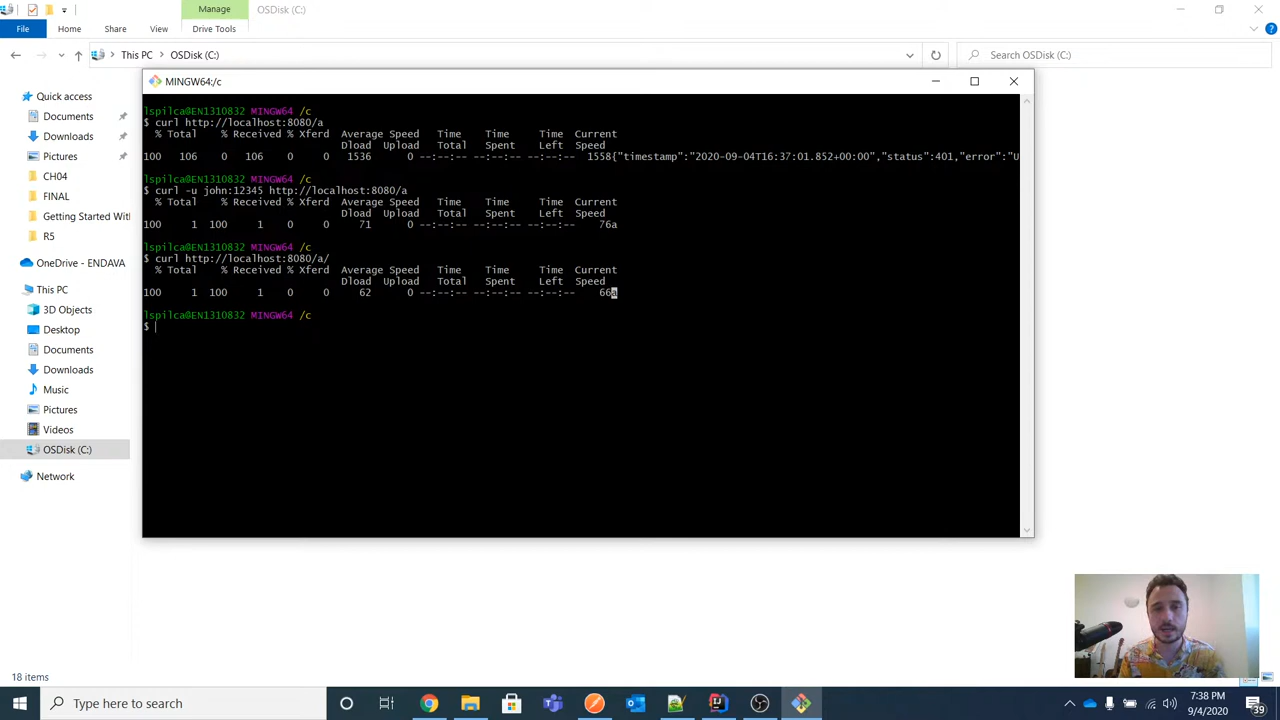 Manage
OSDisk (C:)
File
Home
Share
View
Drive Tools
This PC
OSDisk (C:)
Search OSDisk (C:)
Quick access
Documents
Downloads
Pictures
CH04
FINAL
Getting Started Wit
R5
OneDrive - ENDAVA
This PC
3D Objects
Desktop
Documents
Downloads
Music
Pictures
Videos
OSDisk (C:)
Network
18 items
MINGW64:/c
lspilca@EN1310832 MINGW64 /c
$ curl http://localhost:8080/a
% Total % Received % Xferd Average Speed Time Time Time Current
Dload Upload Total Spent Left Speed
100 106 0 106 0 0 1536 0 --:--:-- --:--:-- --:--:-- 1558{"timestamp":"2020-09-04T16:37:01.852+00:00","status":401,"error":"U
lspilca@EN1310832 MINGW64 /c
$ curl -u john:12345 http://localhost:8080/a
% Total % Received % Xferd Average Speed Time Time Time Current
Dload Upload Total Spent Left Speed
100 1 100 1 0 0 71 0 --:--:-- --:--:-- --:--:-- 76a
lspilca@EN1310832 MINGW64 /c
$ curl http://localhost:8080/a/
% Total % Received % Xferd Average Speed Time Time Time Current
Dload Upload Total Spent Left Speed
100 1 100 1 0 0 62 0 --:--:-- --:--:-- --:--:-- 66a
lspilca@EN1310832 MINGW64 /c
$
Type here to search
7:38 PM
9/4/2020
39